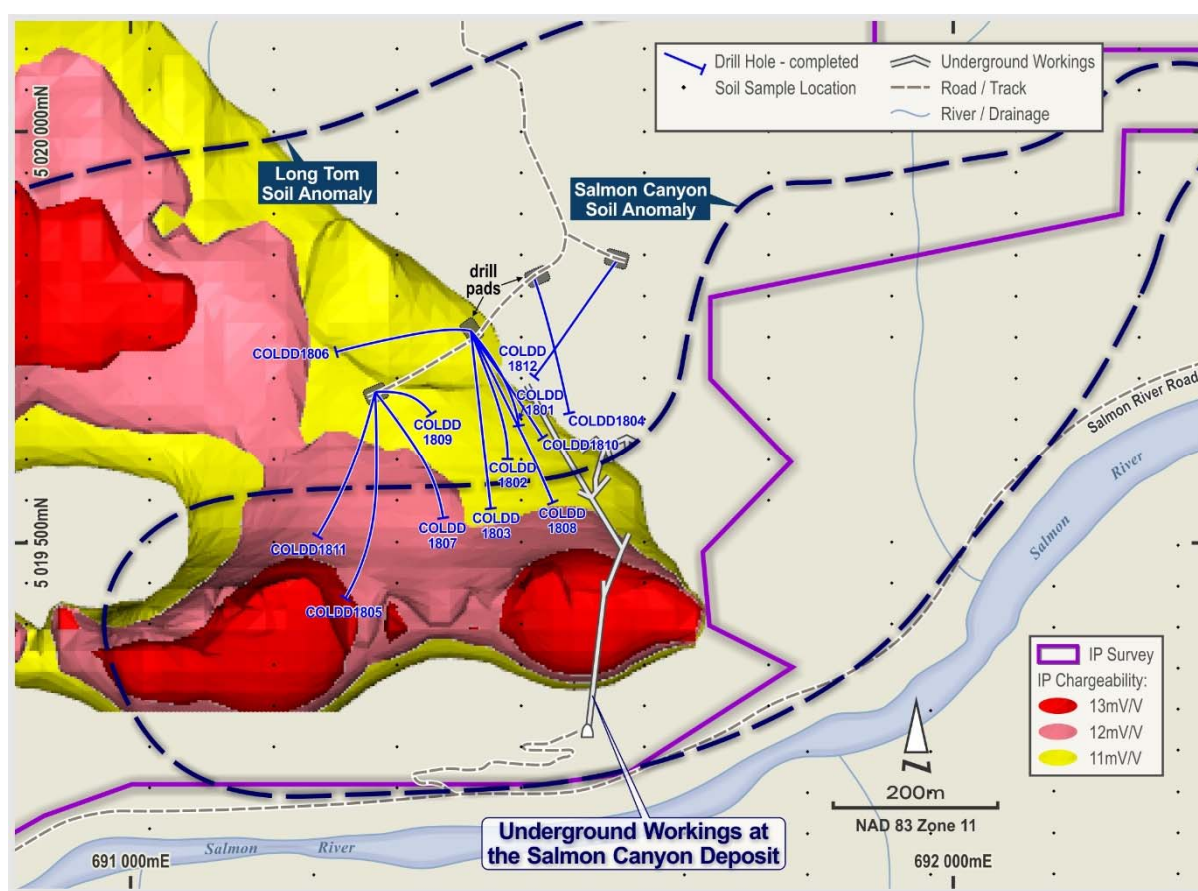 Drill Hole - completed
Soil Sample Location
Underground Workings
Road / Track
River / Drainage
5 020 000mN
Long Tom
Soil Anomaly
Salmon Canyon
Soil Anomaly
drill
pads
COLDD1806
COLDD
1812
COLDD
1801
COLDD
1809
COLDD1804
COLDD1810
COLDD
1802
COLDD
1807
COLDD
1803
COLDD
1808
COLDD1811
COLDD1805
5 019 500mN
Salmon River Road
Salmon River
IP Survey
IP Chargeability:
13mV/V
12mV/V
11mV/V
N
200m
NAD 83 Zone 11
Underground Workings at
the Salmon Canyon Deposit
Salmon River
691 000mE
692 000mE